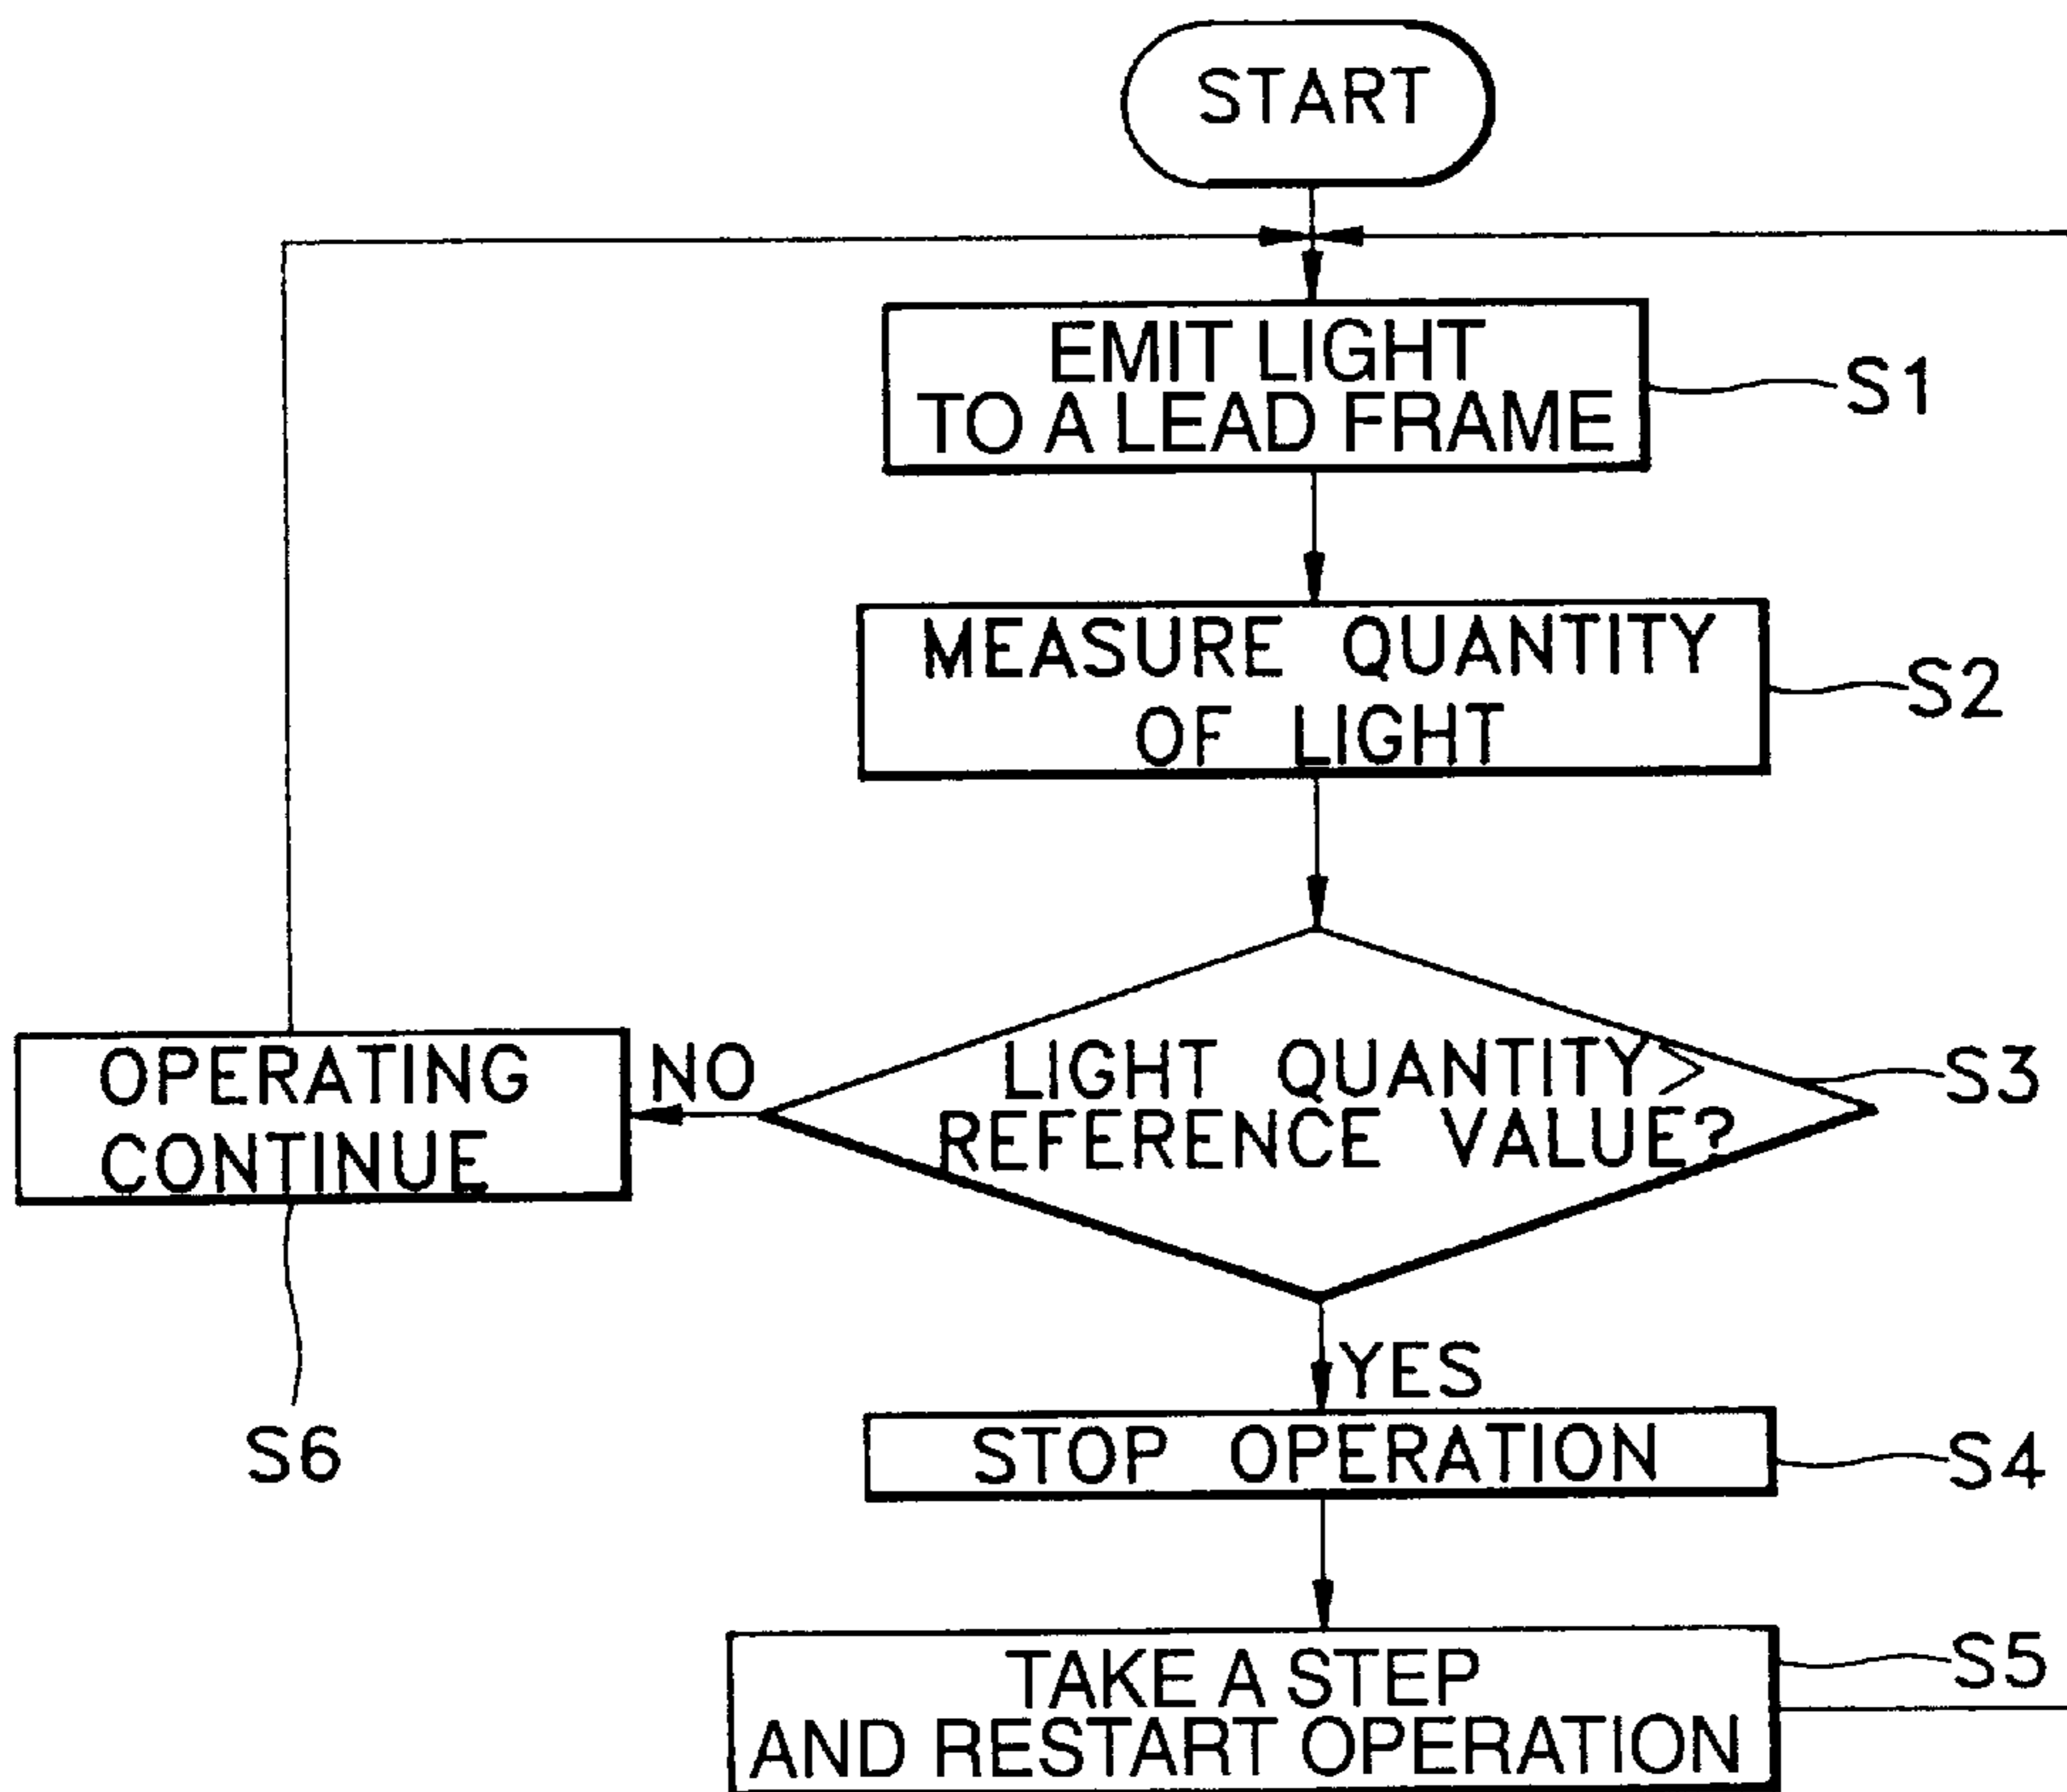 START
EMIT LIGHT
TO A LEAD FRAME
S1
MEASURE QUANTITY
OF LIGHT
S2
LIGHT QUANTITY>
REFERENCE VALUE?
S3
NO
OPERATING
CONTINUE
S6
YES
STOP OPERATION
S4
TAKE A STEP
AND RESTART OPERATION
S5